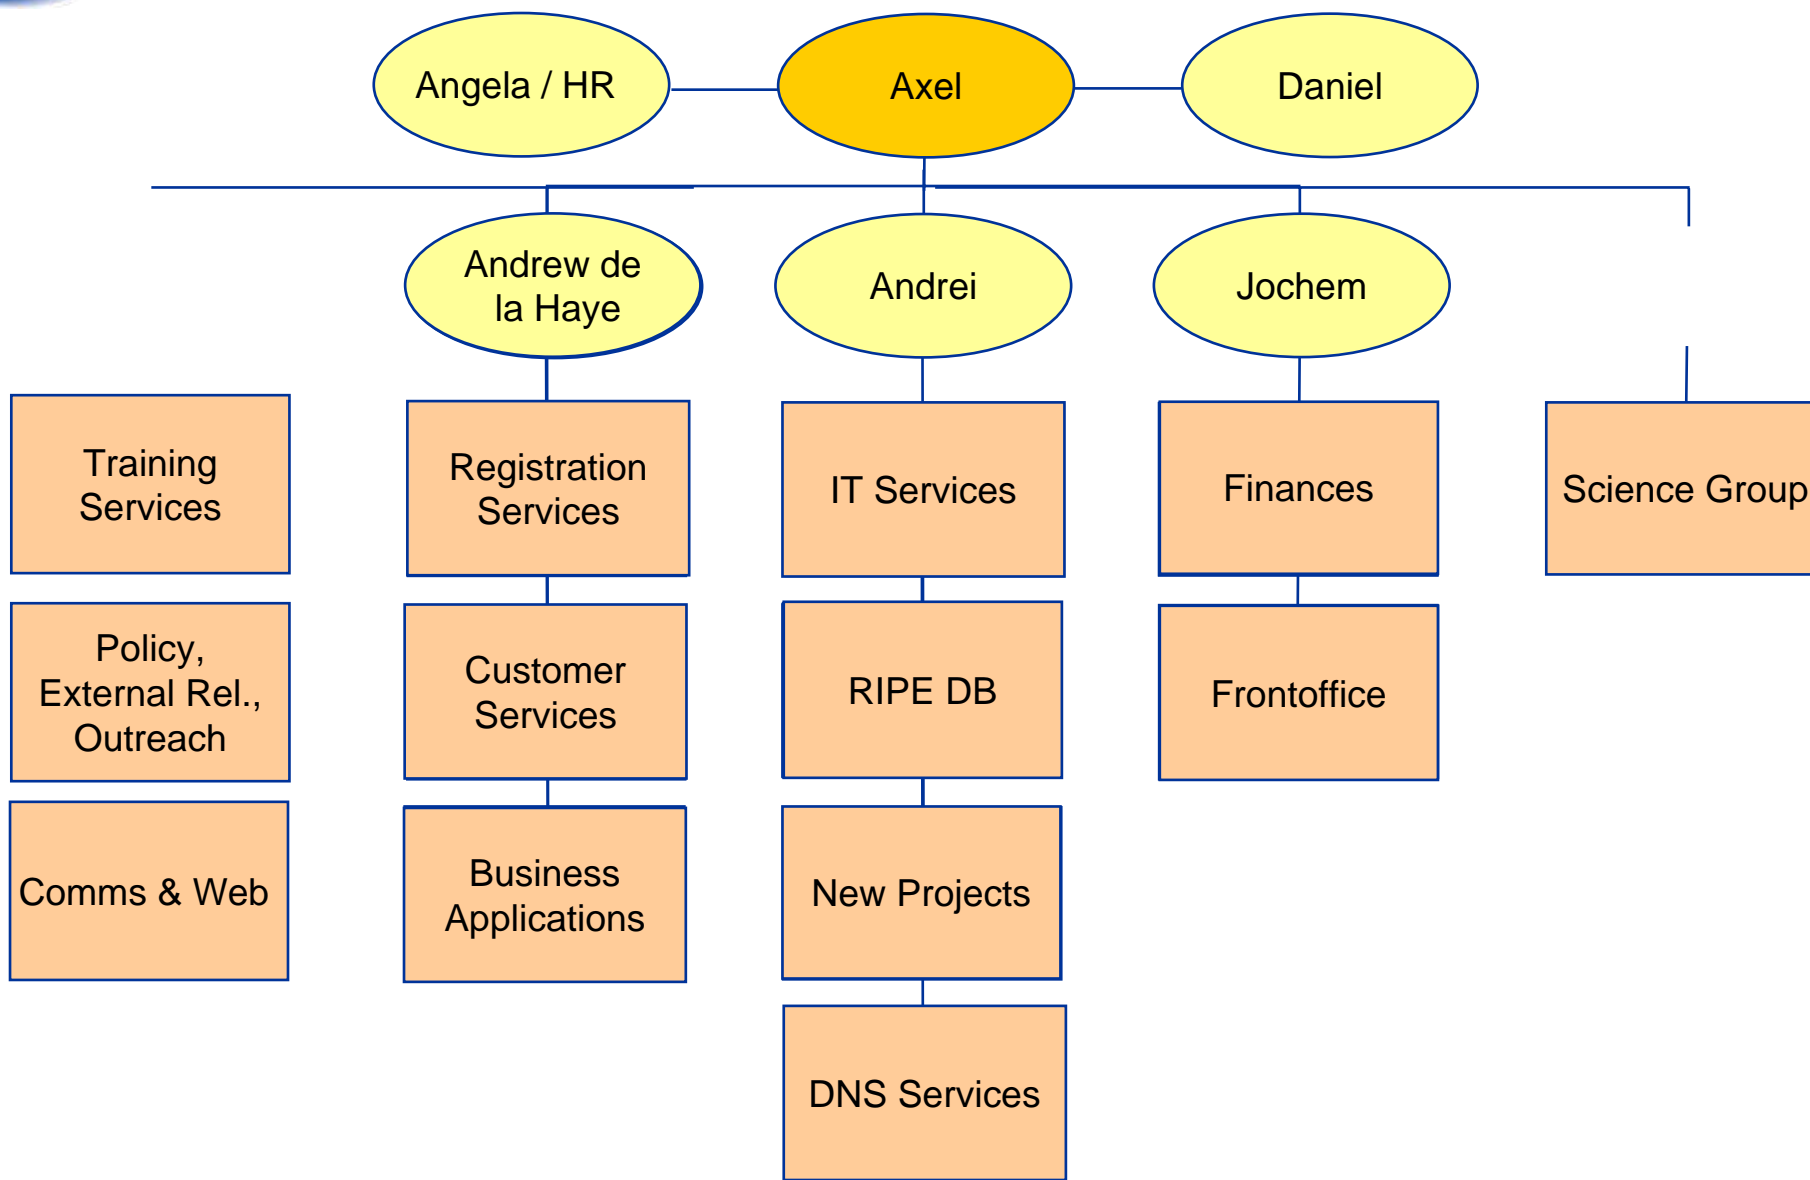 Angela / HR
Axel
Daniel
Andrew de
la Haye
Andrei
Jochem
Training
Services
Registration
Services
IT Services
Finances
Science Group
Policy,
External Rel.,
Outreach
Customer
Services
RIPE DB
Frontoffice
Comms & Web
Business
Applications
New Projects
DNS Services